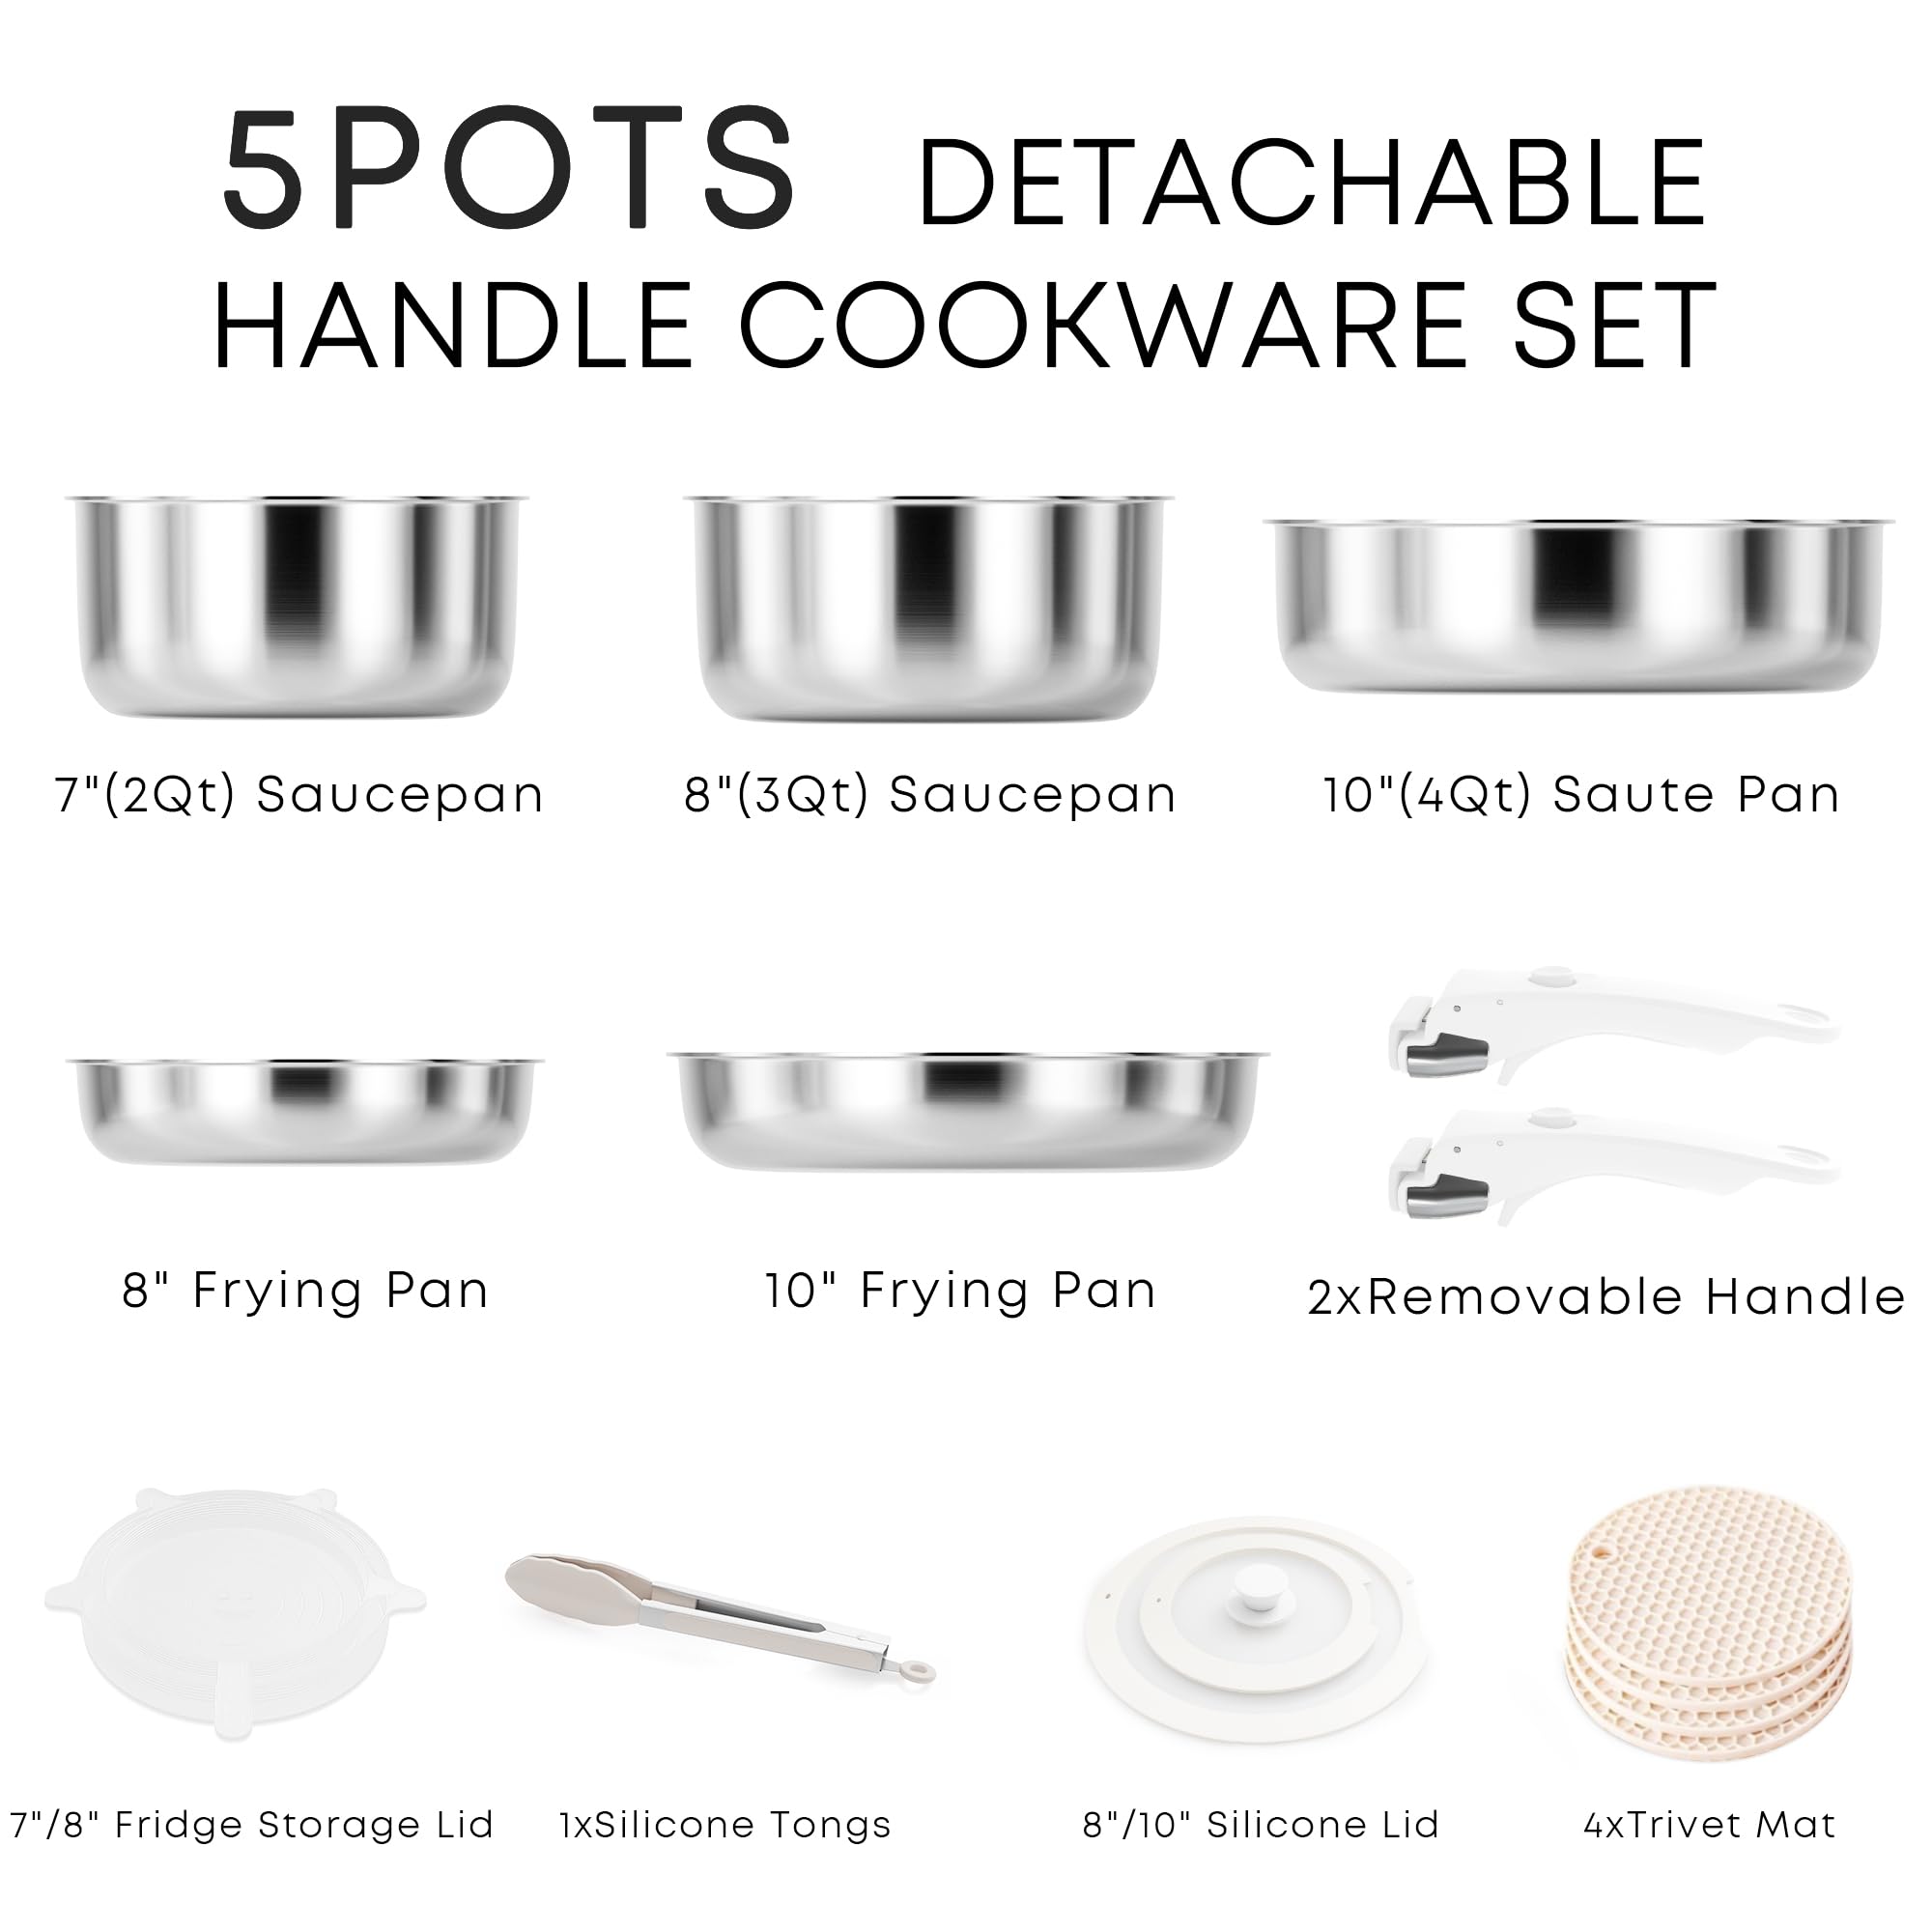 5POTS DETACHABLE
HANDLE COOKWARE SET
7"(2Qt) Saucepan
8"(3Qt) Saucepan
10"(4Qt) Saute Pan
8" Frying Pan
10" Frying Pan
2xRemovable Handle
7"/8" Fridge Storage Lid
1xSilicone Tongs
8"/10" Silicone Lid
4xTrivet Mat